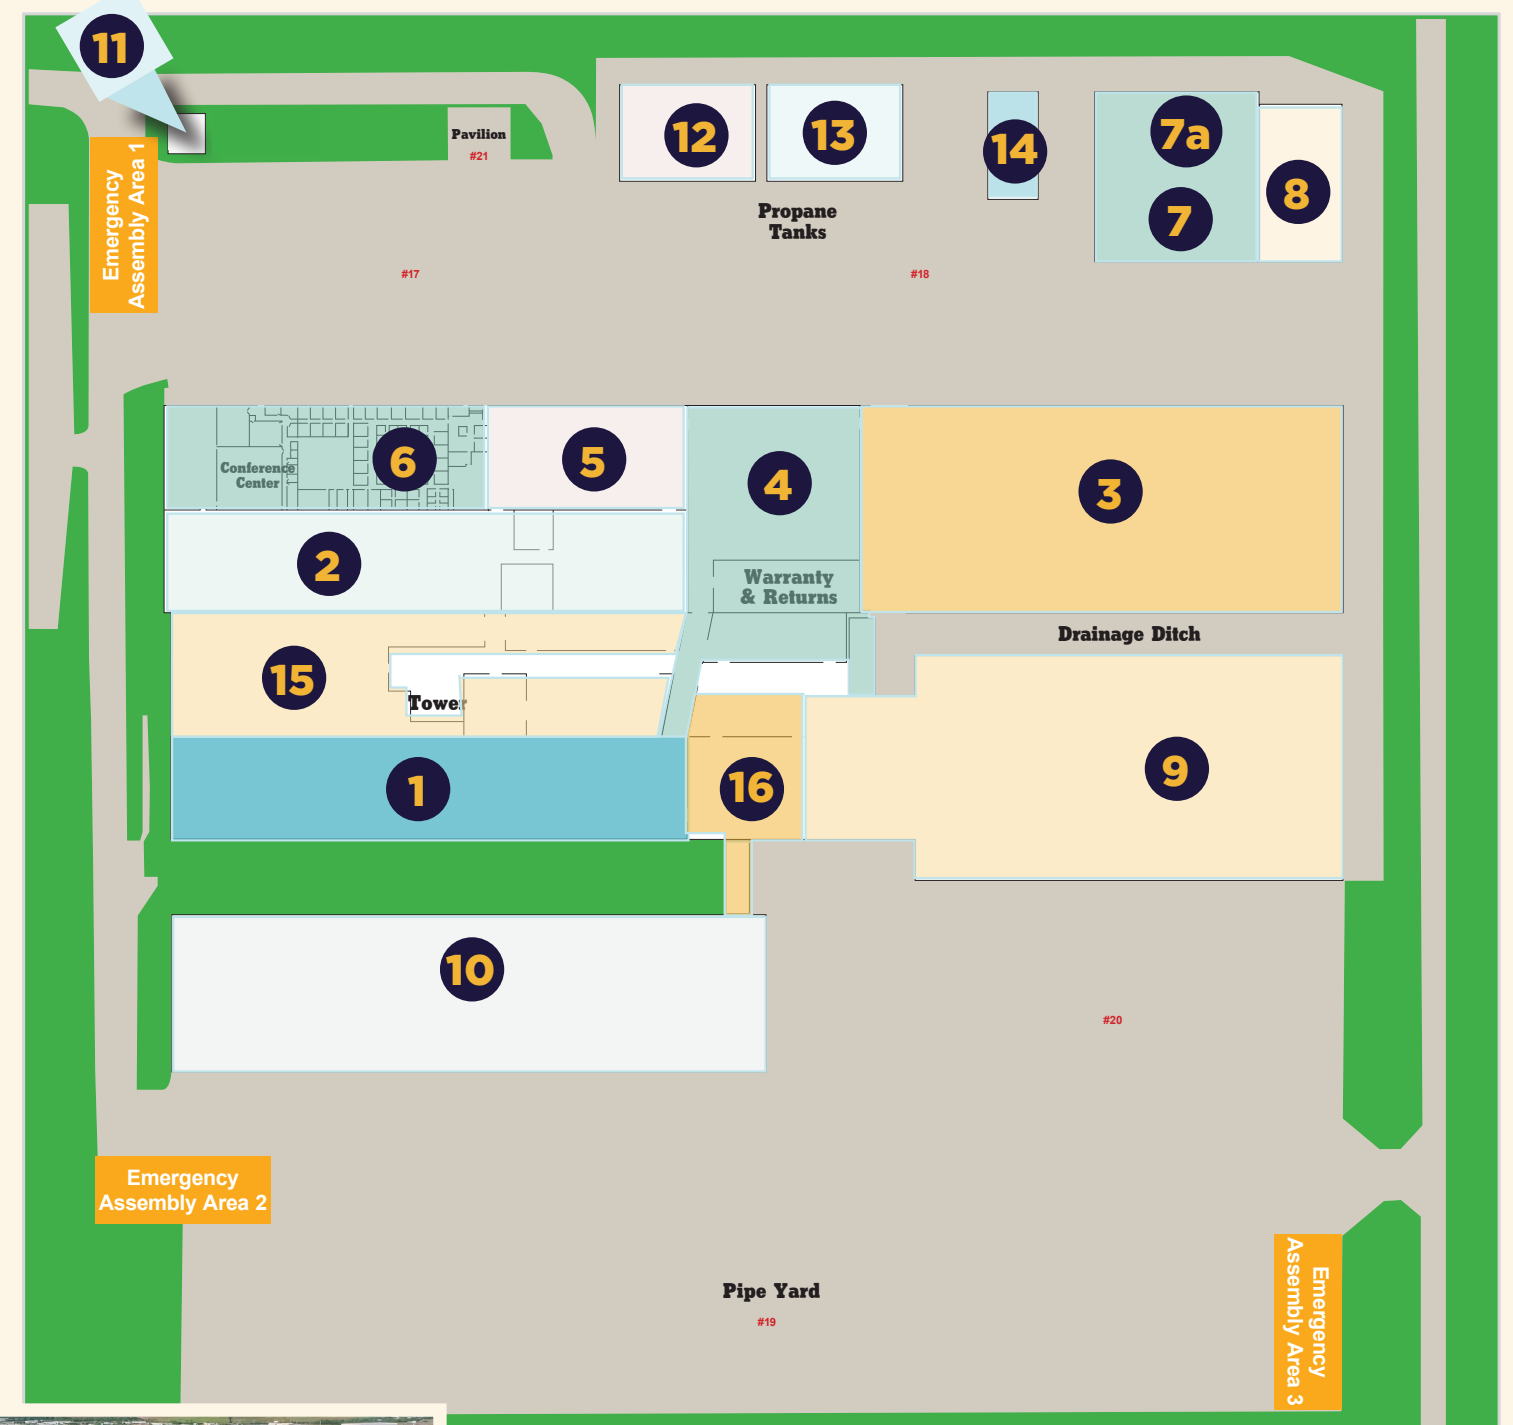 11
Emergency
Assembly Area 1
Pavilion
#21
12
13
14
7a
7
8
Propane
Tanks
#17
#18
6
Conference
Center
5
4
3
2
Warranty
& Returns
Drainage Ditch
15
Tower
1
16
9
10
#20
Emergency
Assembly Area 2
Pipe Yard
#19
Emergency
Assembly Area 3